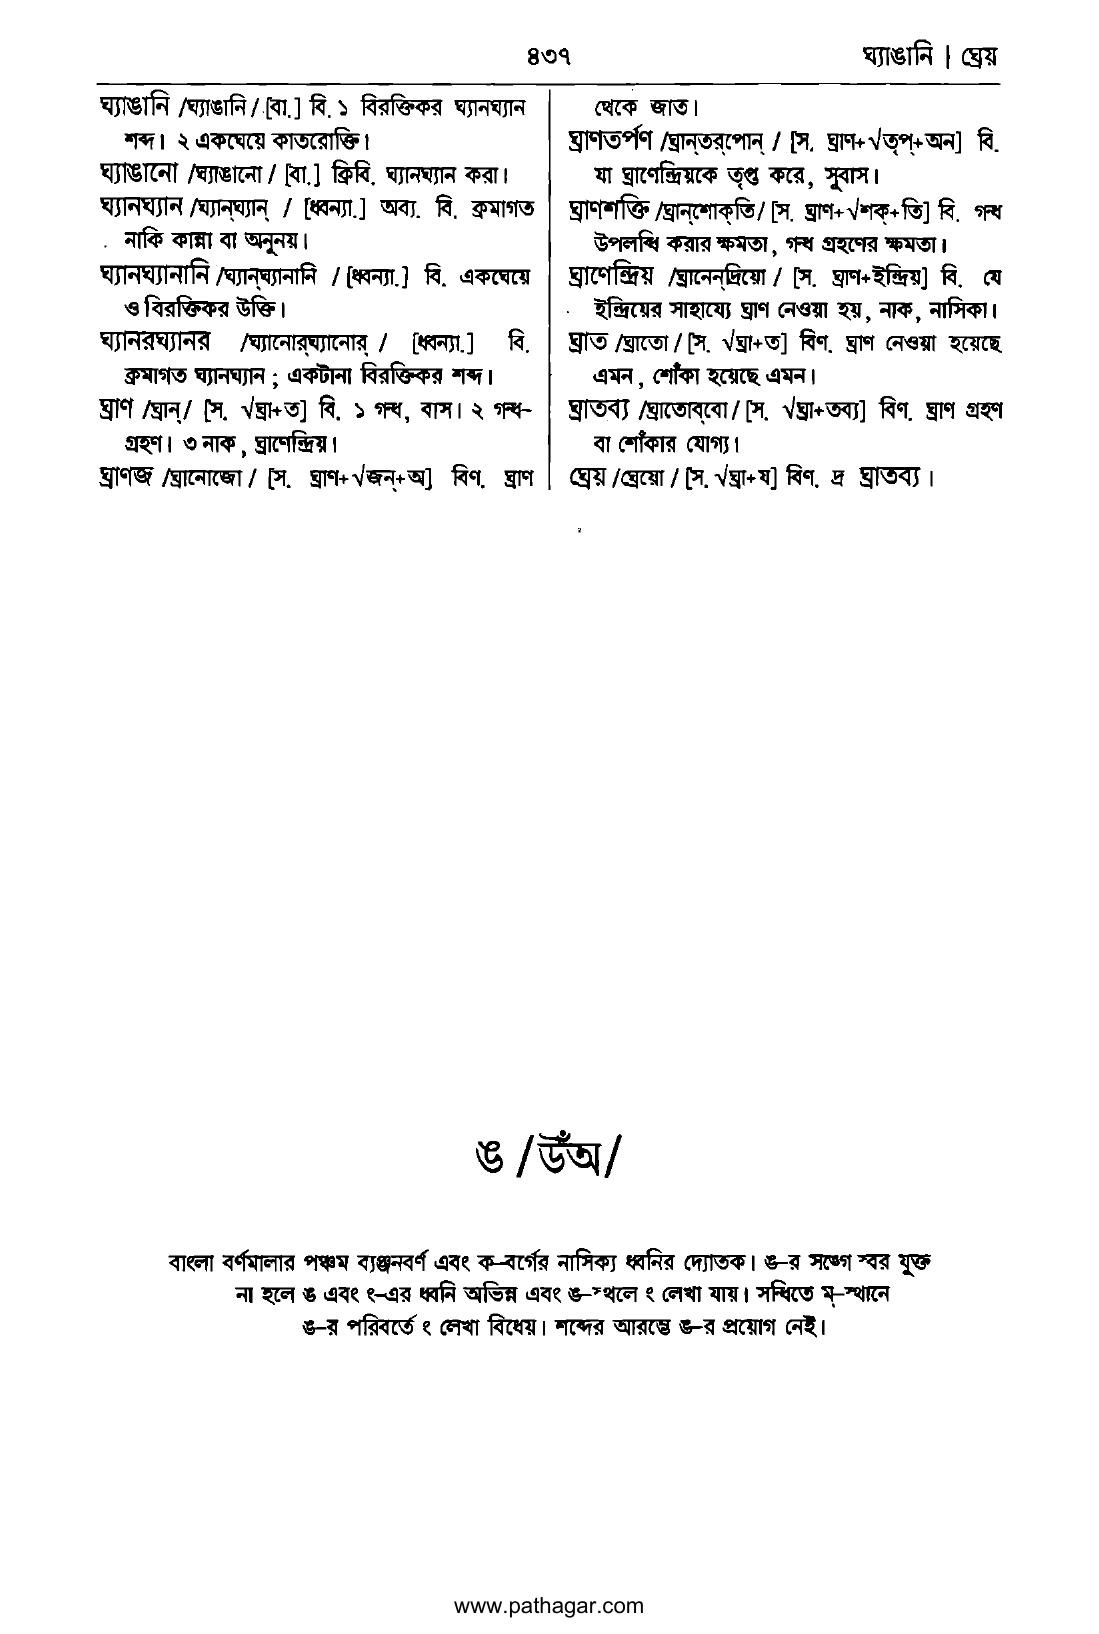 ৪৩৭
ঘ্যাঙানি | ঘ্রেয়
ঘ্যাঙানি /ঘ্যাঙানি/ [বা.] বি. ১ বিরক্তিকর ঘ্যানঘ্যান
শব্দ। ২ একঘেয়ে কাতরোক্তি।
ঘ্যাঙানো /ঘ্যাঙানো/ [বা.] ক্রিবি. ঘ্যানঘ্যান করা।
ঘ্যানঘ্যান /ঘ্যান্‌ঘ্যান্‌ / [ধ্বন্যা.] অব্য. বি. ক্রমাগত
নাকি কান্না বা অনুনয়।
ঘ্যানঘ্যানানি /ঘ্যান্‌ঘ্যানানি / [ধ্বন্যা.] বি. একঘেয়ে
ও বিরক্তিকর উক্তি।
ঘ্যানরঘ্যানর /ঘ্যানোর্‌ঘ্যানোর্‌ / [ধ্বন্যা.] বি.
ক্রমাগত ঘ্যানঘ্যান ; একটানা বিরক্তিকর শব্দ।
ঘ্রাণ /ঘ্রান্‌/ [স. √ঘ্রা+ত] বি. ১ গন্ধ, বাস। ২ গন্ধ-
গ্রহণ। ৩ নাক, ঘ্রাণেন্দ্রিয়।
ঘ্রাণজ /ঘ্রানোজো/ [স. ঘ্রাণ+√জন্‌+অ] বিণ. ঘ্রাণ
থেকে জাত।
ঘ্রাণতর্পণ /ঘ্রান্‌তর্‌পোন্‌ / [স. ঘ্রাণ+√তৃপ্‌+অন] বি.
যা ঘ্রাণেন্দ্রিয়কে তৃপ্ত করে, সুবাস।
ঘ্রাণশক্তি /ঘ্রান্‌শোক্‌তি/ [স. ঘ্রাণ+√শক্‌+তি] বি. গন্ধ
উপলব্ধি করার ক্ষমতা, গন্ধ গ্রহণের ক্ষমতা।
ঘ্রাণেন্দ্রিয় /ঘ্রানেন্‌দ্রিয়ো / [স. ঘ্রাণ+ইন্দ্রিয়] বি. যে
ইন্দ্রিয়ের সাহায্যে ঘ্রাণ নেওয়া হয়, নাক, নাসিকা।
ঘ্রাত /ঘ্রাতো/ [স. √ঘ্রা+ত] বিণ. ঘ্রাণ নেওয়া হয়েছে
এমন, শোঁকা হয়েছে এমন।
ঘ্রাতব্য /ঘ্রাতোব্‌বো/ [স. √ঘ্রা+তব্য] বিণ. ঘ্রাণ গ্রহণ
বা শোঁকার যোগ্য।
ঘ্রেয় /ঘ্রেয়ো / [স. √ঘ্রা+য] বিণ. দ্র ঘ্রাতব্য।
ঙ /উঁঅ/
বাংলা বর্ণমালার পঞ্চম ব্যঞ্জনবর্ণ এবং ক-বর্গের নাসিক্য ধ্বনির দ্যোতক। ঙ-র সঙ্গে স্বর যুক্ত
না হলে ঙ এবং ং-এর ধ্বনি অভিন্ন এবং ঙ-স্থলে ং লেখা যায়। সন্ধিতে ম্‌-স্থানে
ঙ-র পরিবর্তে ং লেখা বিধেয়। শব্দের আরম্ভে ঙ-র প্রয়োগ নেই।
www.pathagar.com